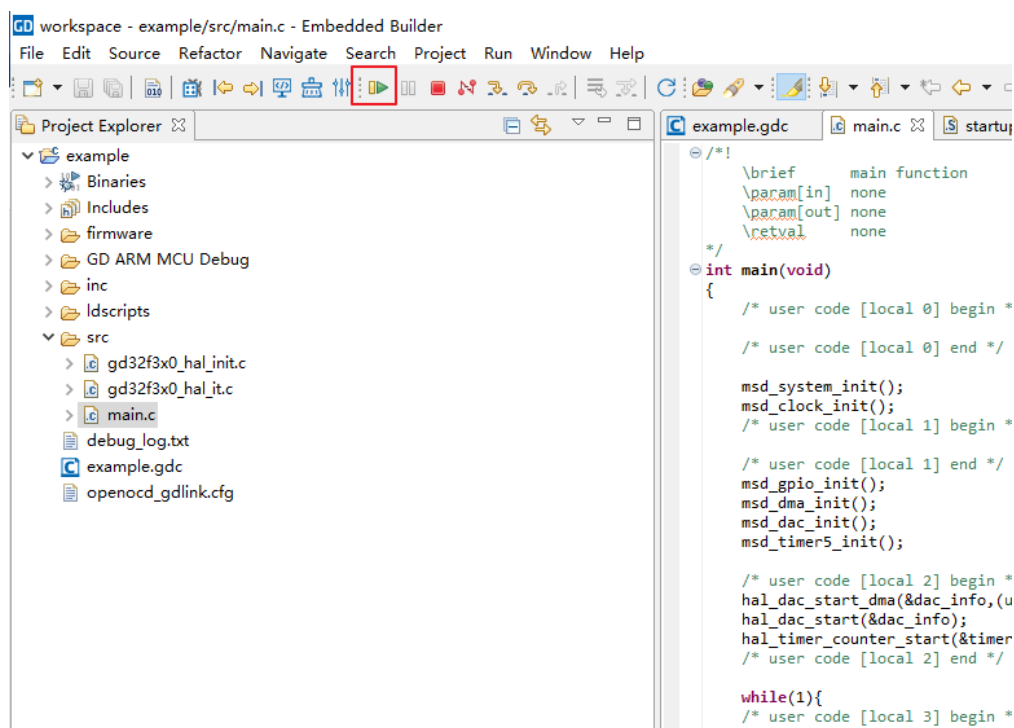 GD workspace - example/src/main.c - Embedded Builder
File Edit Source Refactor Navigate Search Project Run Window Help
010
Project Explorer
example.gdc
main.c
example
Binaries
Includes
firmware
GD ARM MCU Debug
inc
ldscripts
src
gd32f3x0_hal_init.c
gd32f3x0_hal_it.c
main.c
debug_log.txt
example.gdc
openocd_gdlink.cfg
/*!
\brief main function
\param[in] none
\param[out] none
\retval none
*/
int main(void)
{
/* user code [local 0] begin *
/* user code [local 0] end */
msd_system_init();
msd_clock_init();
/* user code [local 1] begin *
/* user code [local 1] end */
msd_gpio_init();
msd_dma_init();
msd_dac_init();
msd_timer5_init();
/* user code [local 2] begin *
hal_dac_start_dma(&dac_info,(u
hal_dac_start(&dac_info);
hal_timer_counter_start(&timer
/* user code [local 2] end */
while(1){
/* user code [local 3] begin *